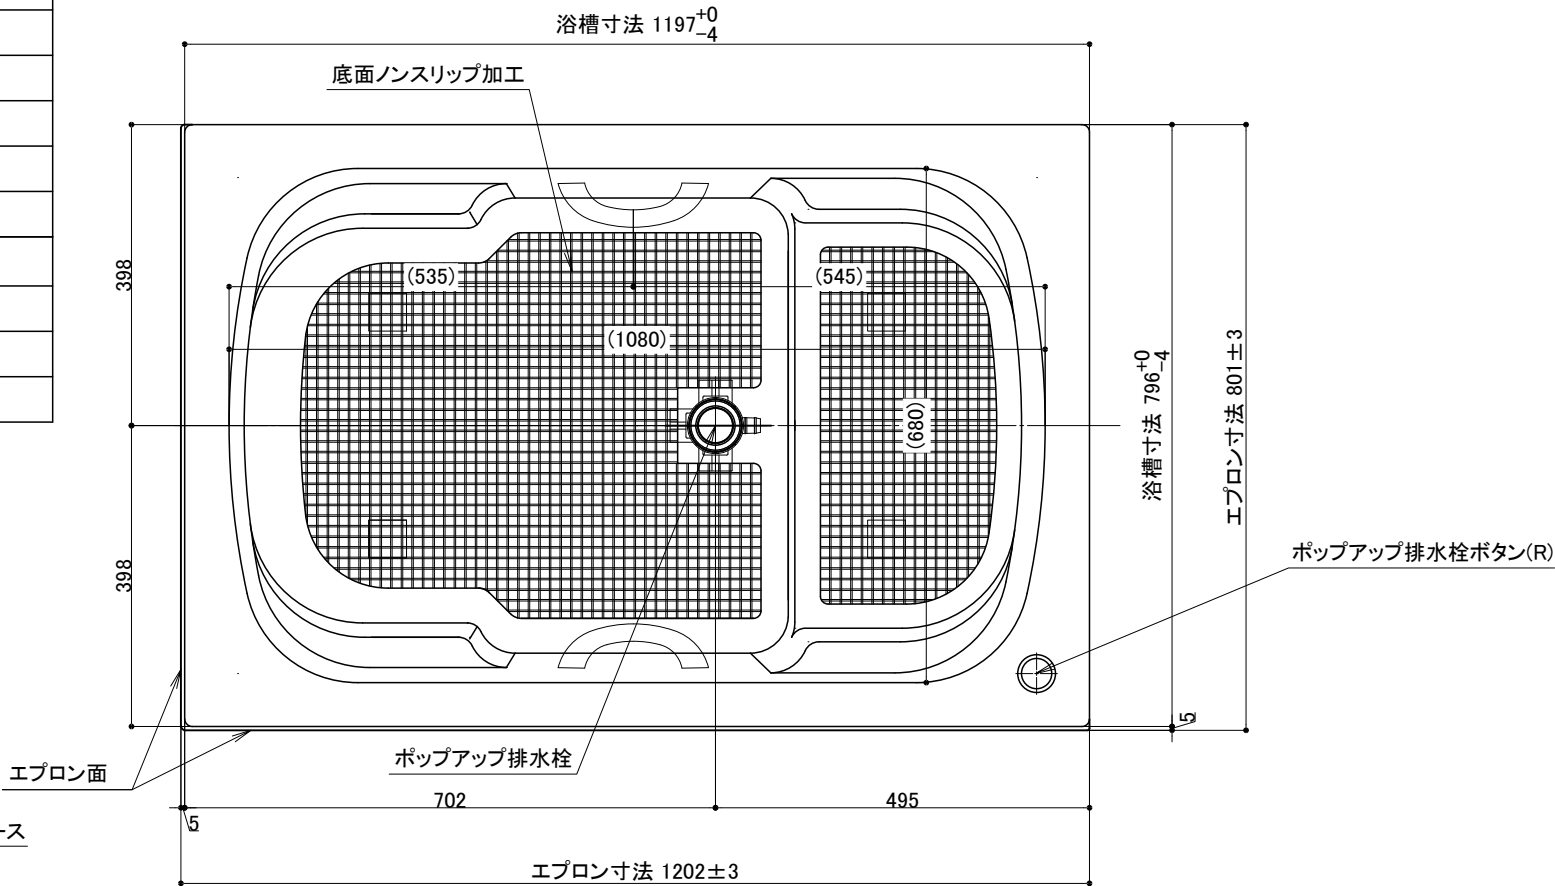 浴槽寸法 1197+0 -4
底面ノンスリップ加工
398
(535)
(545)
(1080)
(680)
浴槽寸法 796+0 -4
エプロン寸法 801±3
398
ポップアップ排水栓ボタン(R)
5
エプロン面
ポップアップ排水栓
702
495
5
ース
エプロン寸法 1202±3